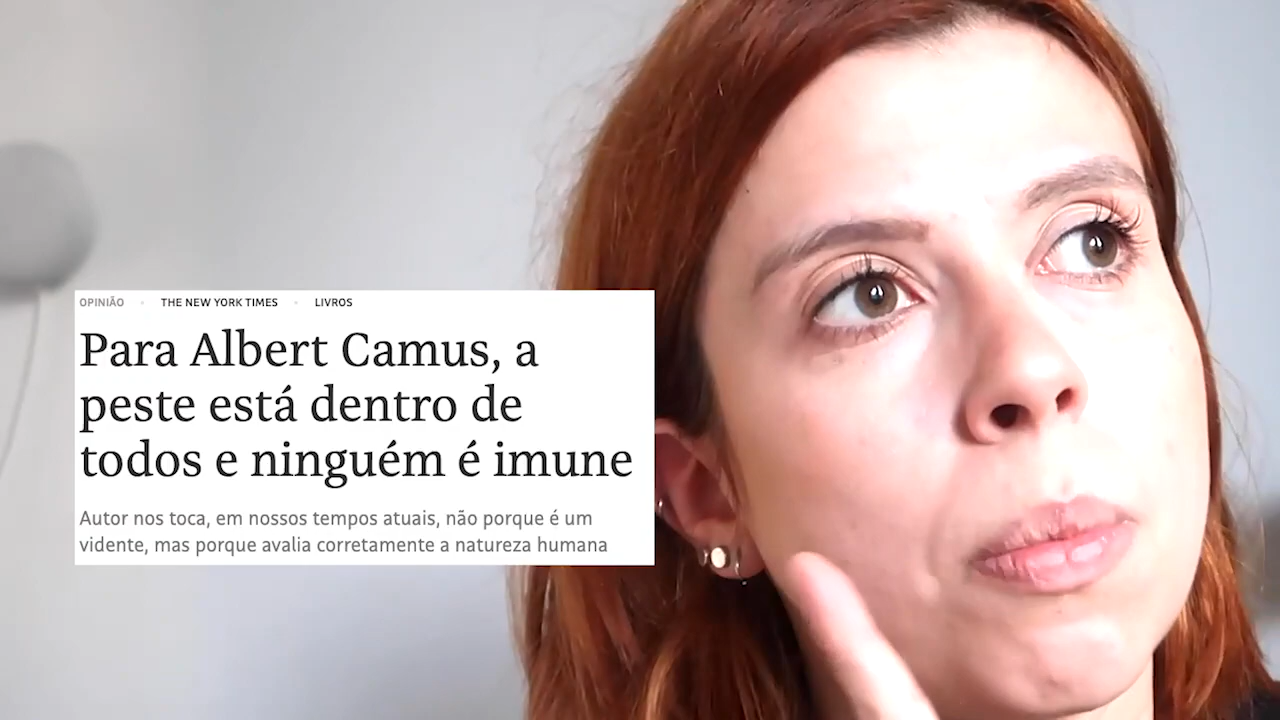 OPINIÃO • THE NEW YORK TIMES • LIVROS
Para Albert Camus, a
peste está dentro de
todos e ninguém é imune
Autor nos toca, em nossos tempos atuais, não porque é um
vidente, mas porque avalia corretamente a natureza humana